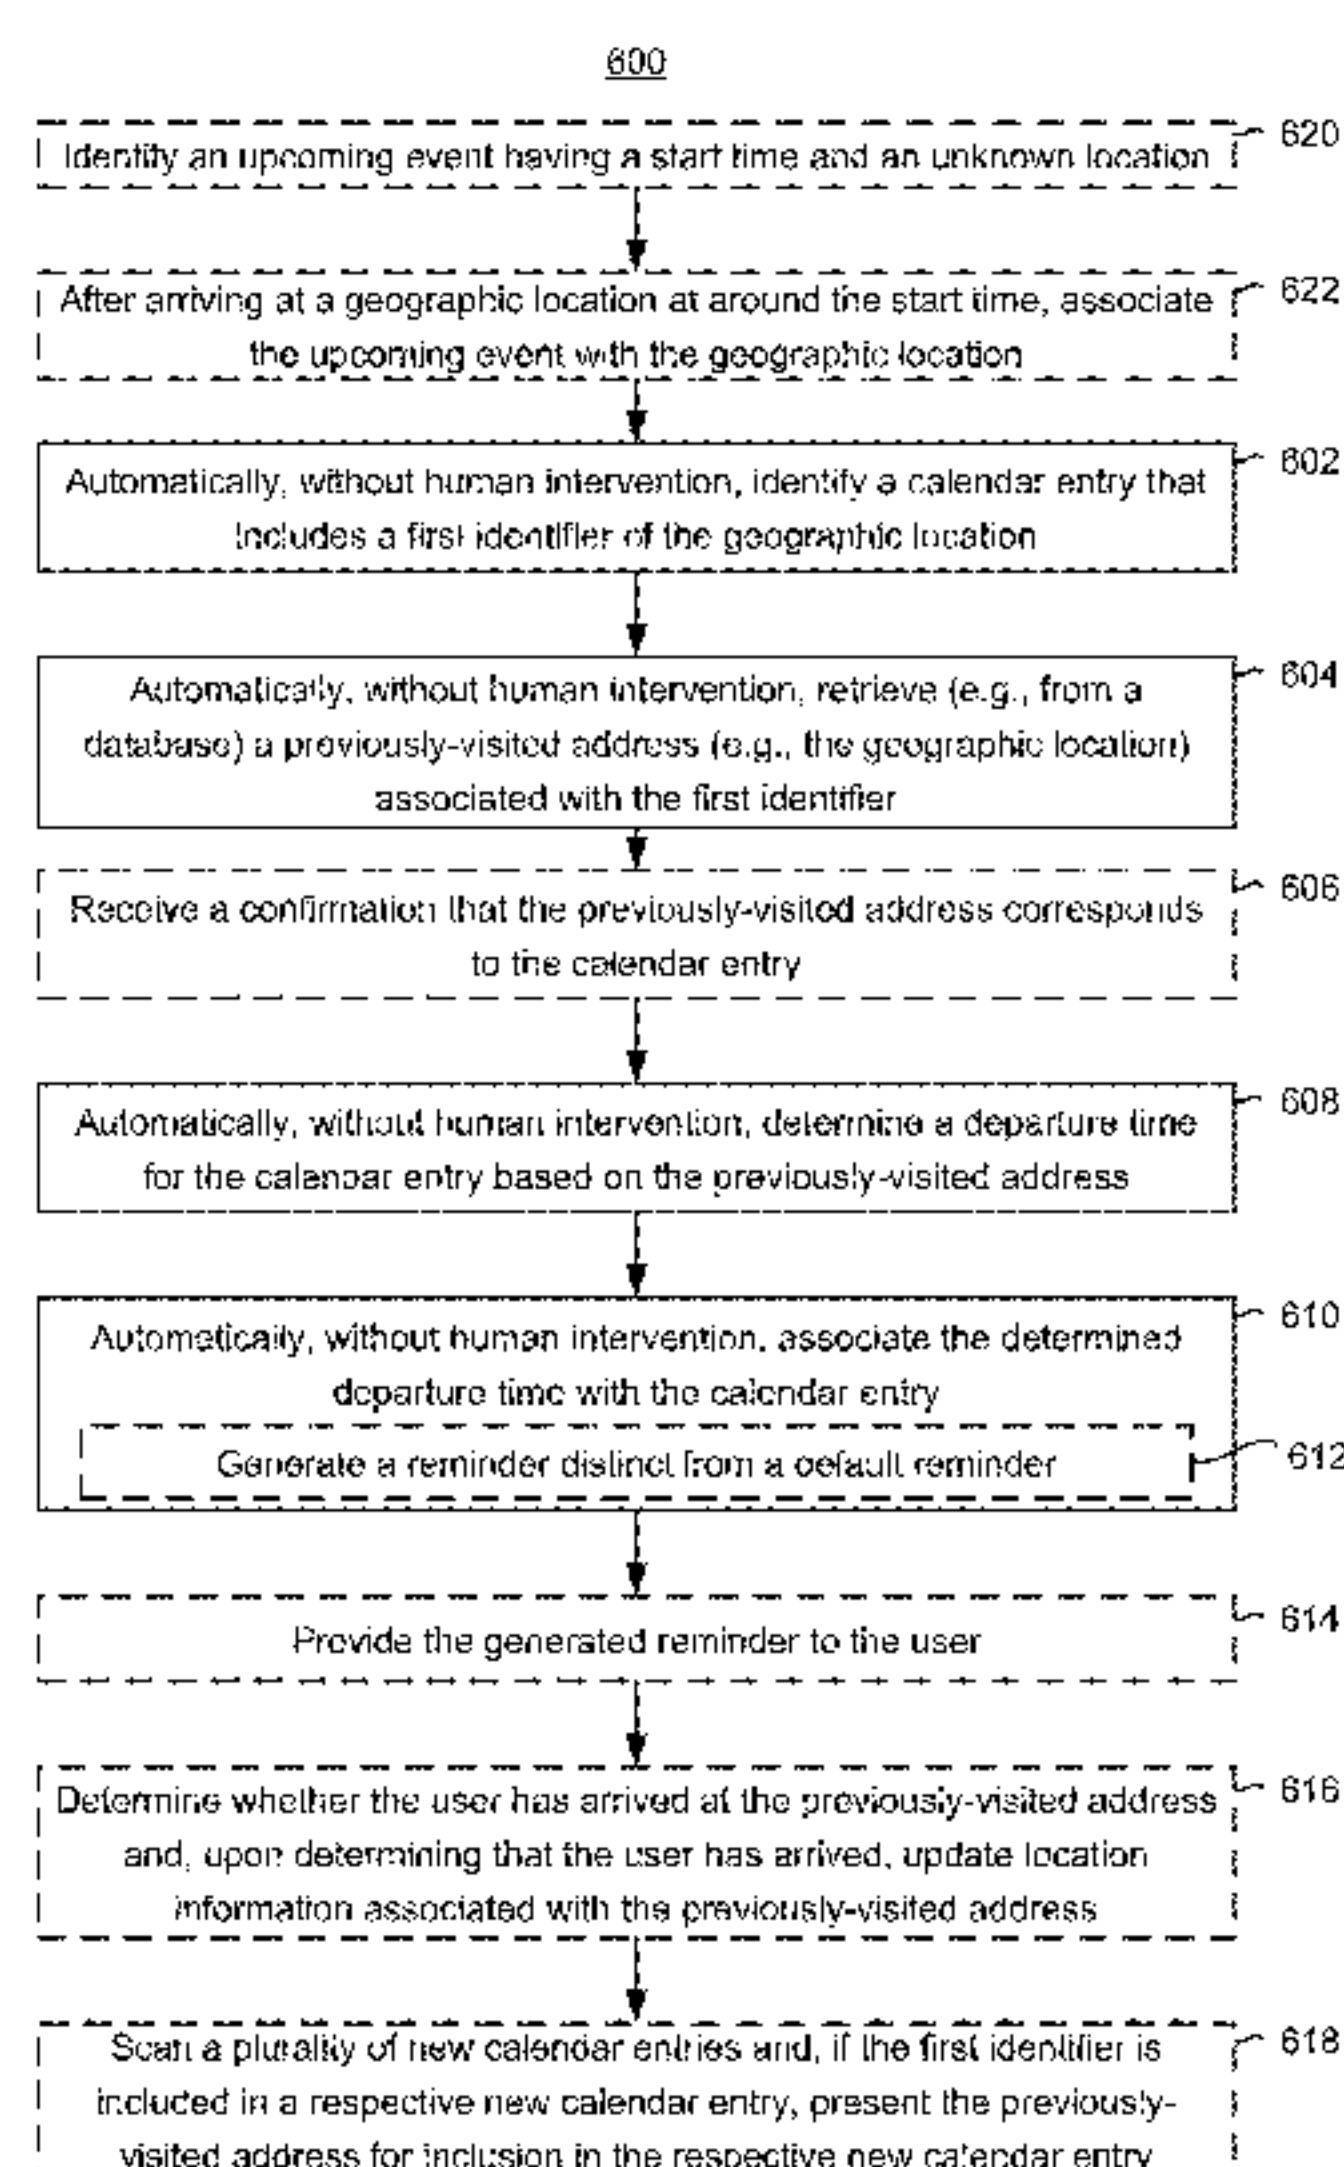 600
Identify an upcoming event having a start time and an unknown location
620
After arriving at a geographic location at around the start time, associate
the upcoming event with the geographic location
622
Automatically, without human intervention, identify a calendar entry that
includes a first identifier of the geographic location
602
Automatically, without human intervention, retrieve (e.g., from a
database) a previously-visited address (e.g., the geographic location)
associated with the first identifier
604
Receive a confirmation that the previously-visited address corresponds
to the calendar entry
606
Automatically, without human intervention, determine a departure time
for the calendar entry based on the previously-visited address
608
Automatically, without human intervention, associate the determined
departure time with the calendar entry
610
Generate a reminder distinct from a default reminder
612
Provide the generated reminder to the user
614
Determine whether the user has arrived at the previously-visited address
and, upon determining that the user has arrived, update location
information associated with the previously-visited address
616
Scan a plurality of new calendar entries and, if the first identifier is
included in a respective new calendar entry, present the previously-
visited address for inclusion in the respective new calendar entry
618